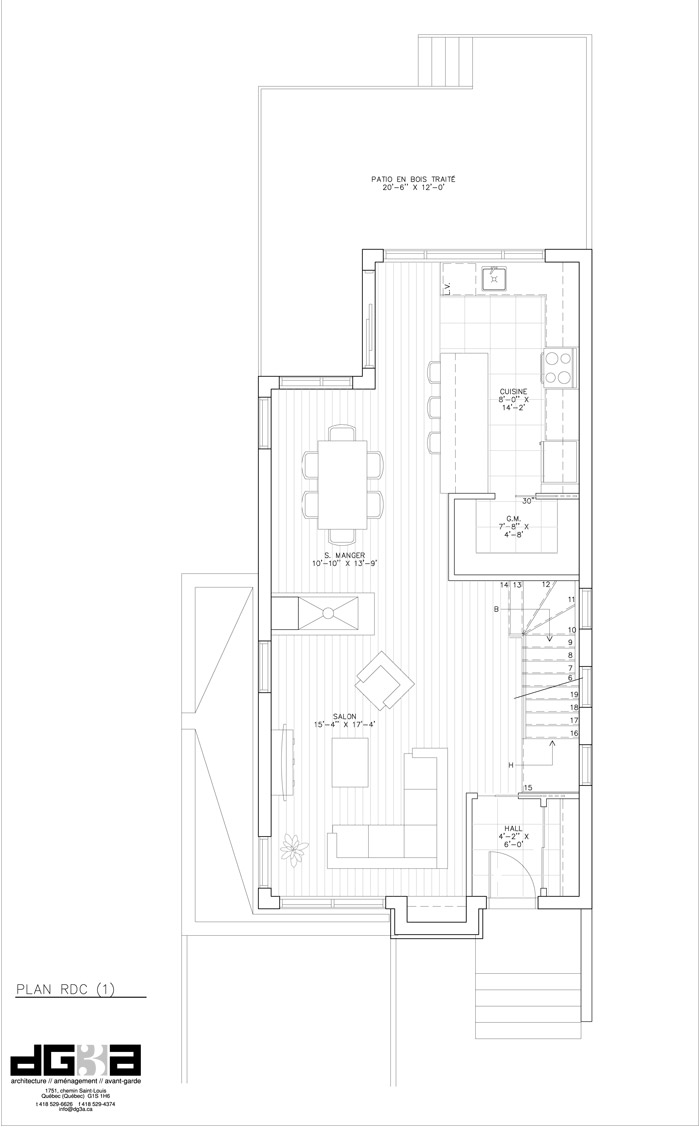 PATIO EN BOIS TRAITÉ
20'-6'' X 12'-0'
L.V.
CUISINE
8'-0'' X
14'-2'
30"
G.M.
7'-8'' X
4'-8'
S. MANGER
10'-10'' X 13'-9'
14 13 12
11
B
10
9
8
7
6
19
18
17
16
H
15
SALON
15'-4'' X 17'-4'
HALL
4'-2'' X
6'-0'
PLAN RDC (1)
dG3a
architecture // aménagement // avant-garde
1751, chemin Saint-Louis
Québec (Québec) G1S 1H6
t 418 529-6626 f 418 529-4374
info@dg3a.ca